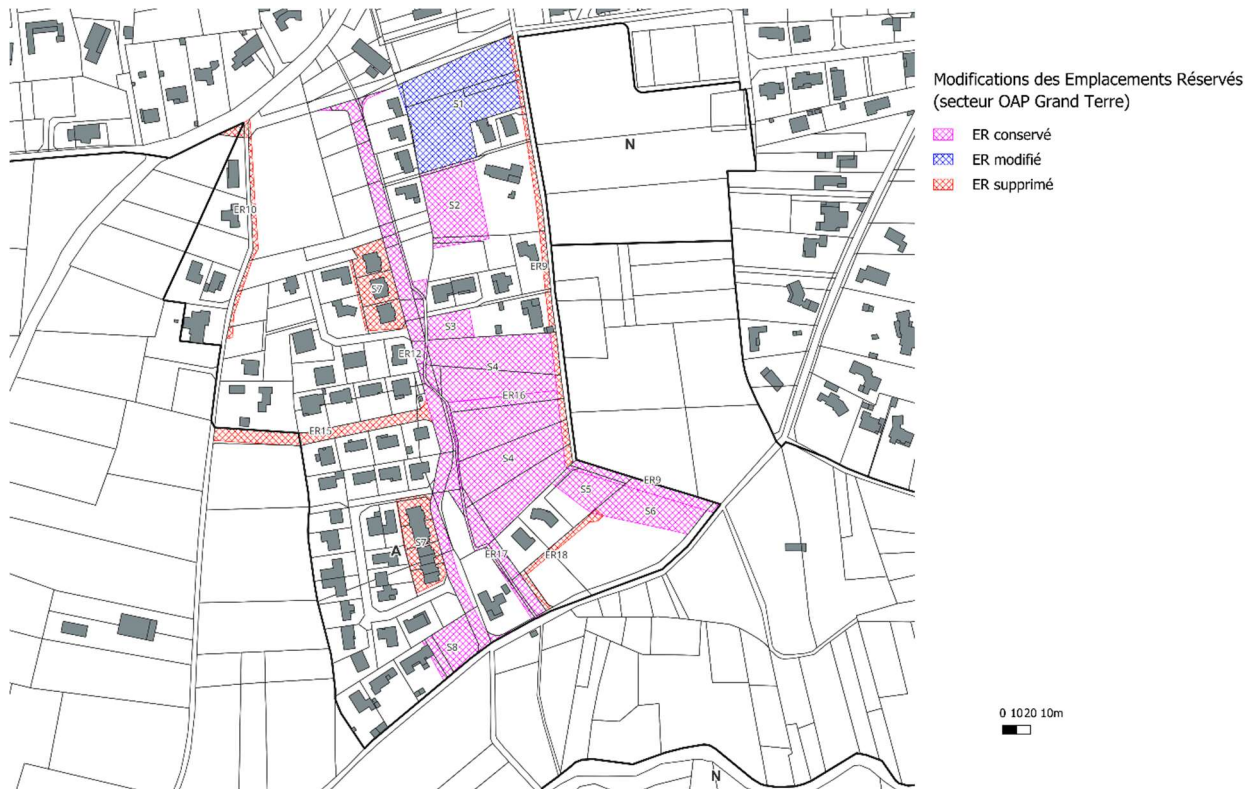 Modifications des Emplacements Réservés
(secteur OAP Grand Terre)
ER conservé
ER modifié
ER supprimé
S1
N
S2
ER10
ER9
S7
S3
ER12
S4
ER16
ER15
S4
S5
ER9
S6
S7
A
ER17
ER18
S8
0 1020 10m
N